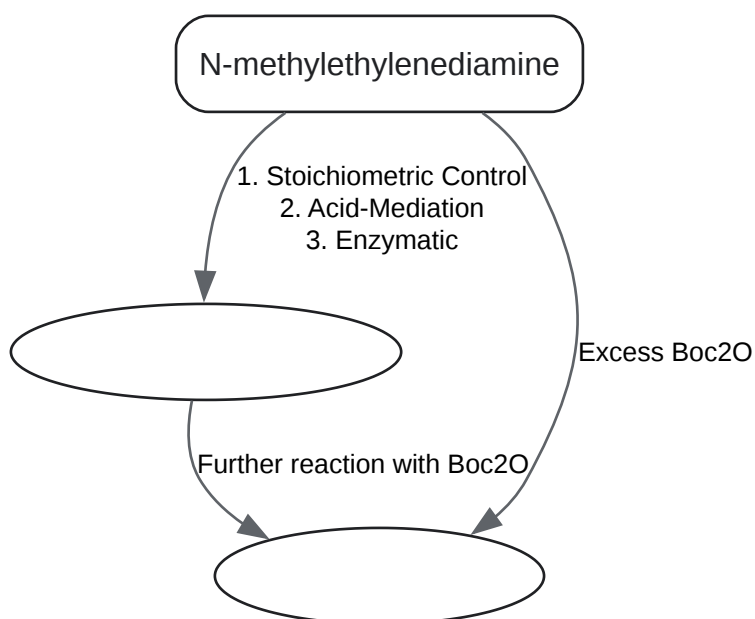 N-methylethylenediamine
1. Stoichiometric Control
2. Acid-Mediation
3. Enzymatic
Excess Boc2O
Further reaction with Boc2O